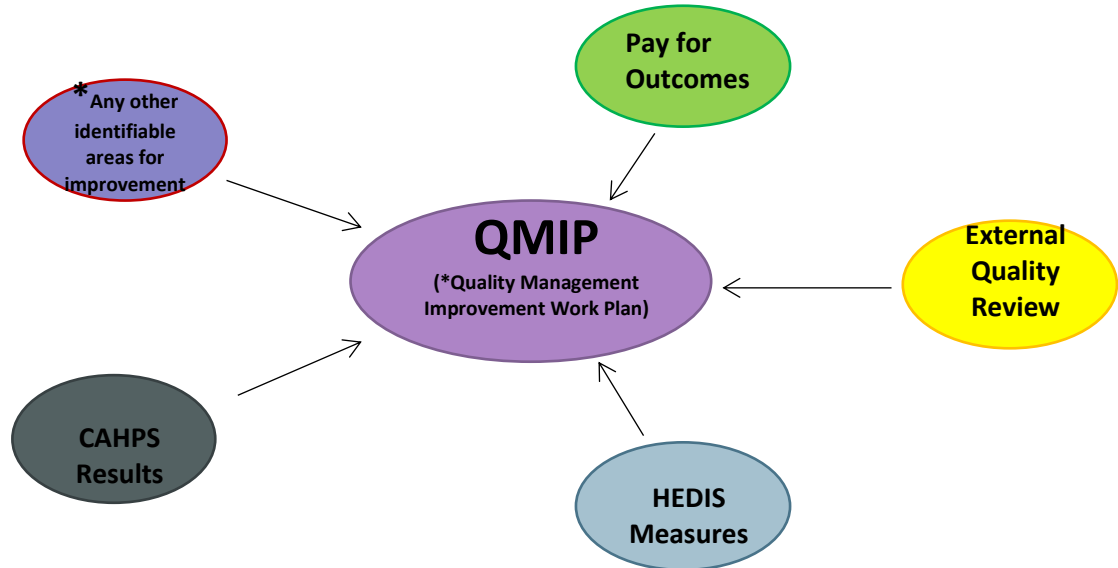 Pay for
Outcomes
*Any other
identifiable
areas for
improvement
QMIP
(*Quality Management
Improvement Work Plan)
External
Quality
Review
CAHPS
Results
HEDIS
Measures